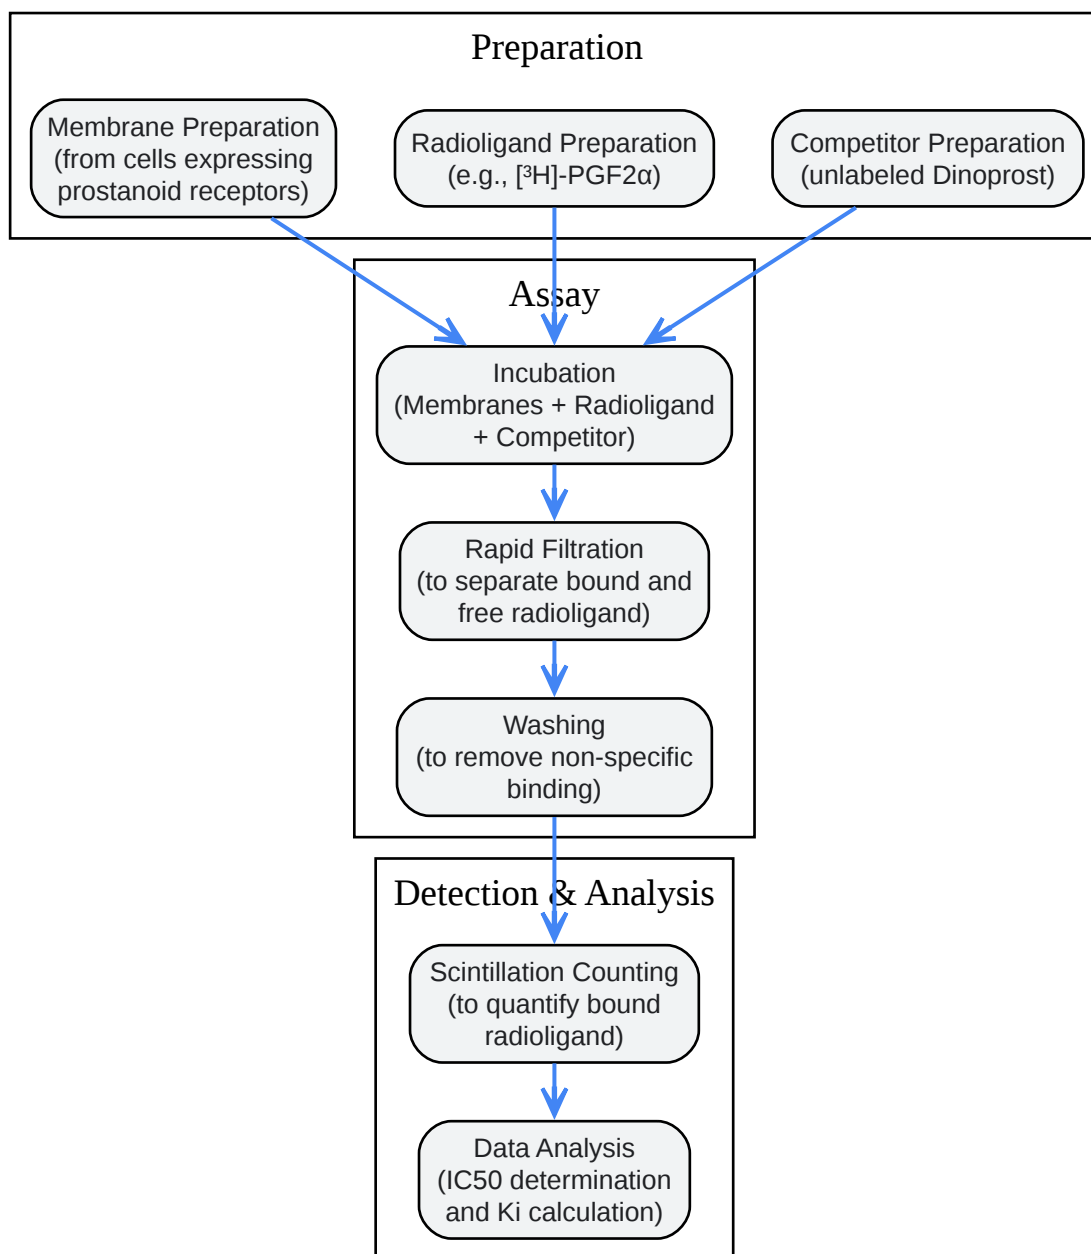 Preparation
Membrane Preparation
(from cells expressing
prostanoid receptors)
Radioligand Preparation
(e.g., [³H]-PGF2α)
Competitor Preparation
(unlabeled Dinoprost)
Assay
Incubation
(Membranes + Radioligand
+ Competitor)
Rapid Filtration
(to separate bound and
free radioligand)
Washing
(to remove non-specific
binding)
Detection & Analysis
Scintillation Counting
(to quantify bound
radioligand)
Data Analysis
(IC50 determination
and Ki calculation)